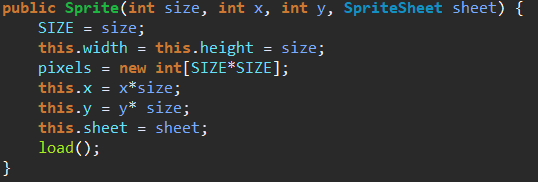 public Sprite(int size, int x, int y, SpriteSheet sheet) {
    SIZE = size;
    this.width = this.height = size;
    pixels = new int[SIZE*SIZE];
    this.x = x*size;
    this.y = y* size;
    this.sheet = sheet;
    load();
}